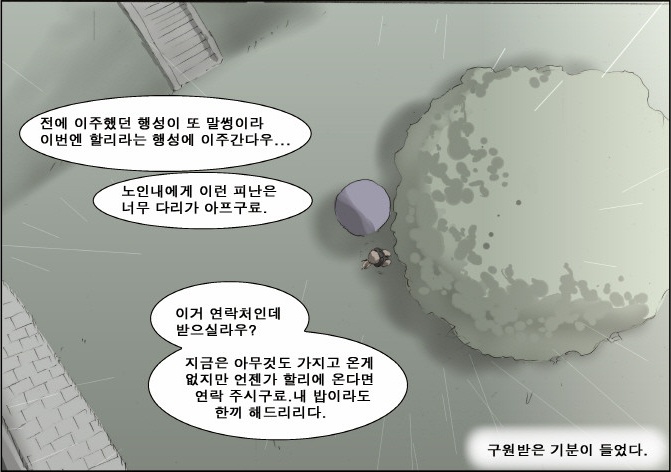 전에 이주했던 행성이 또 말썽이라
이번엔 할리라는 행성에 이주간다우...
노인내에게 이런 피난은
너무 다리가 아프구료.
이거 연락처인데
받으실라우?
지금은 아무것도 가지고 온게
없지만 언젠가 할리에 온다면
연락 주시구료.내 밥이라도
한끼 해드리리다.
구원받은 기분이 들었다.